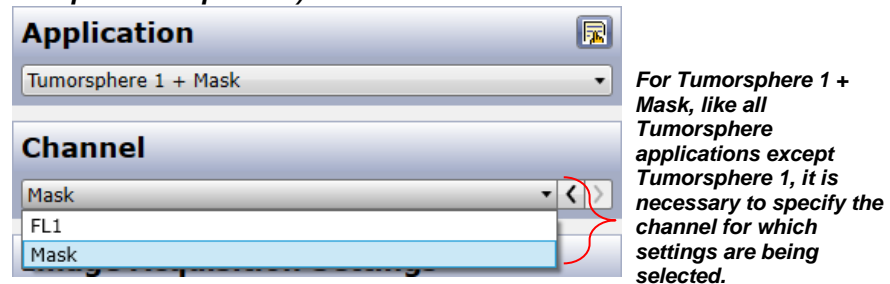 Application
Tumorsphere 1 + Mask
For Tumorsphere 1 +
Mask, like all
Tumorsphere
applications except
Tumorsphere 1, it is
necessary to specify the
channel for which
settings are being
selected.
Channel
Mask
FL1
Mask